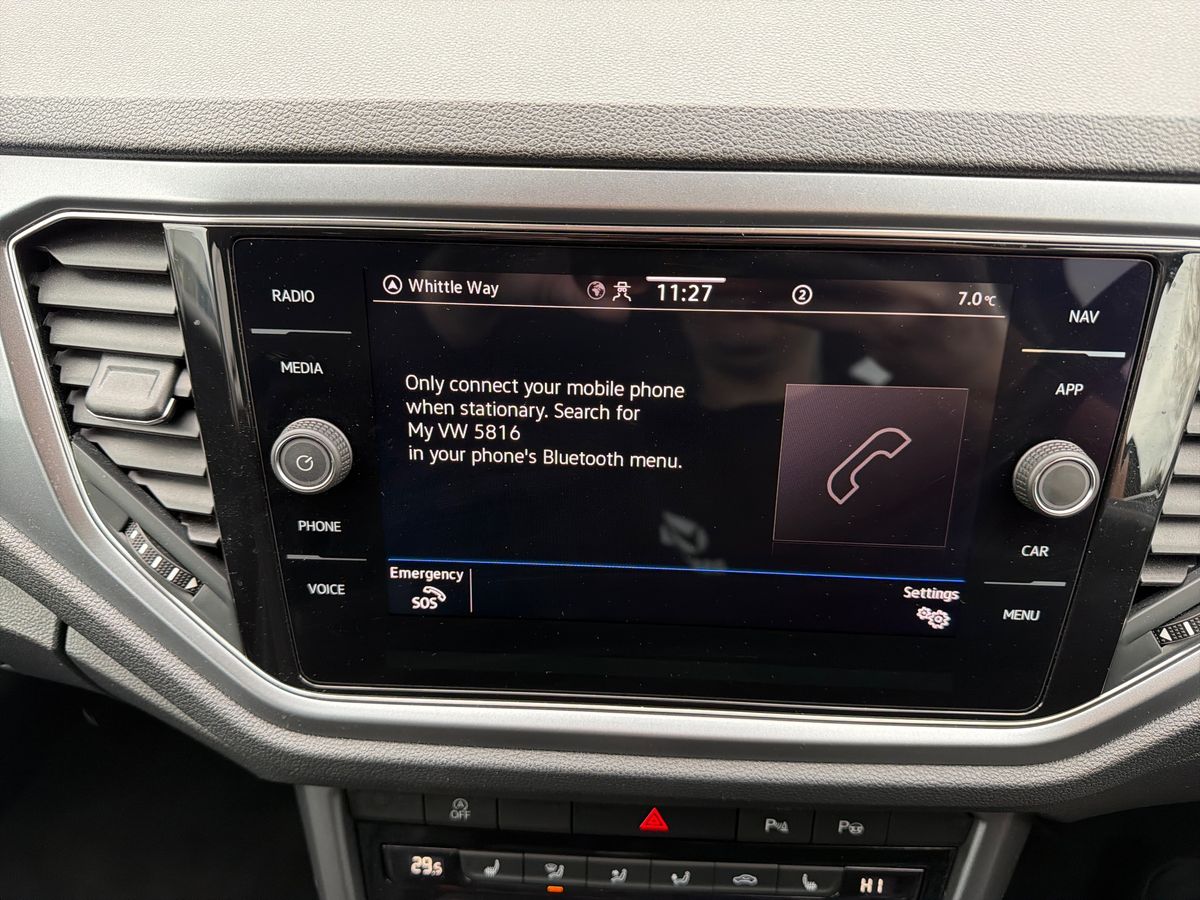 RADIO
MEDIA
PHONE
VOICE
Whittle Way
11:27
2
7.0°C
Only connect your mobile phone
when stationary. Search for
My VW 5816
in your phone's Bluetooth menu.
Emergency
SOS
Settings
NAV
APP
CAR
MENU
OFF
P
P
29.5
HI